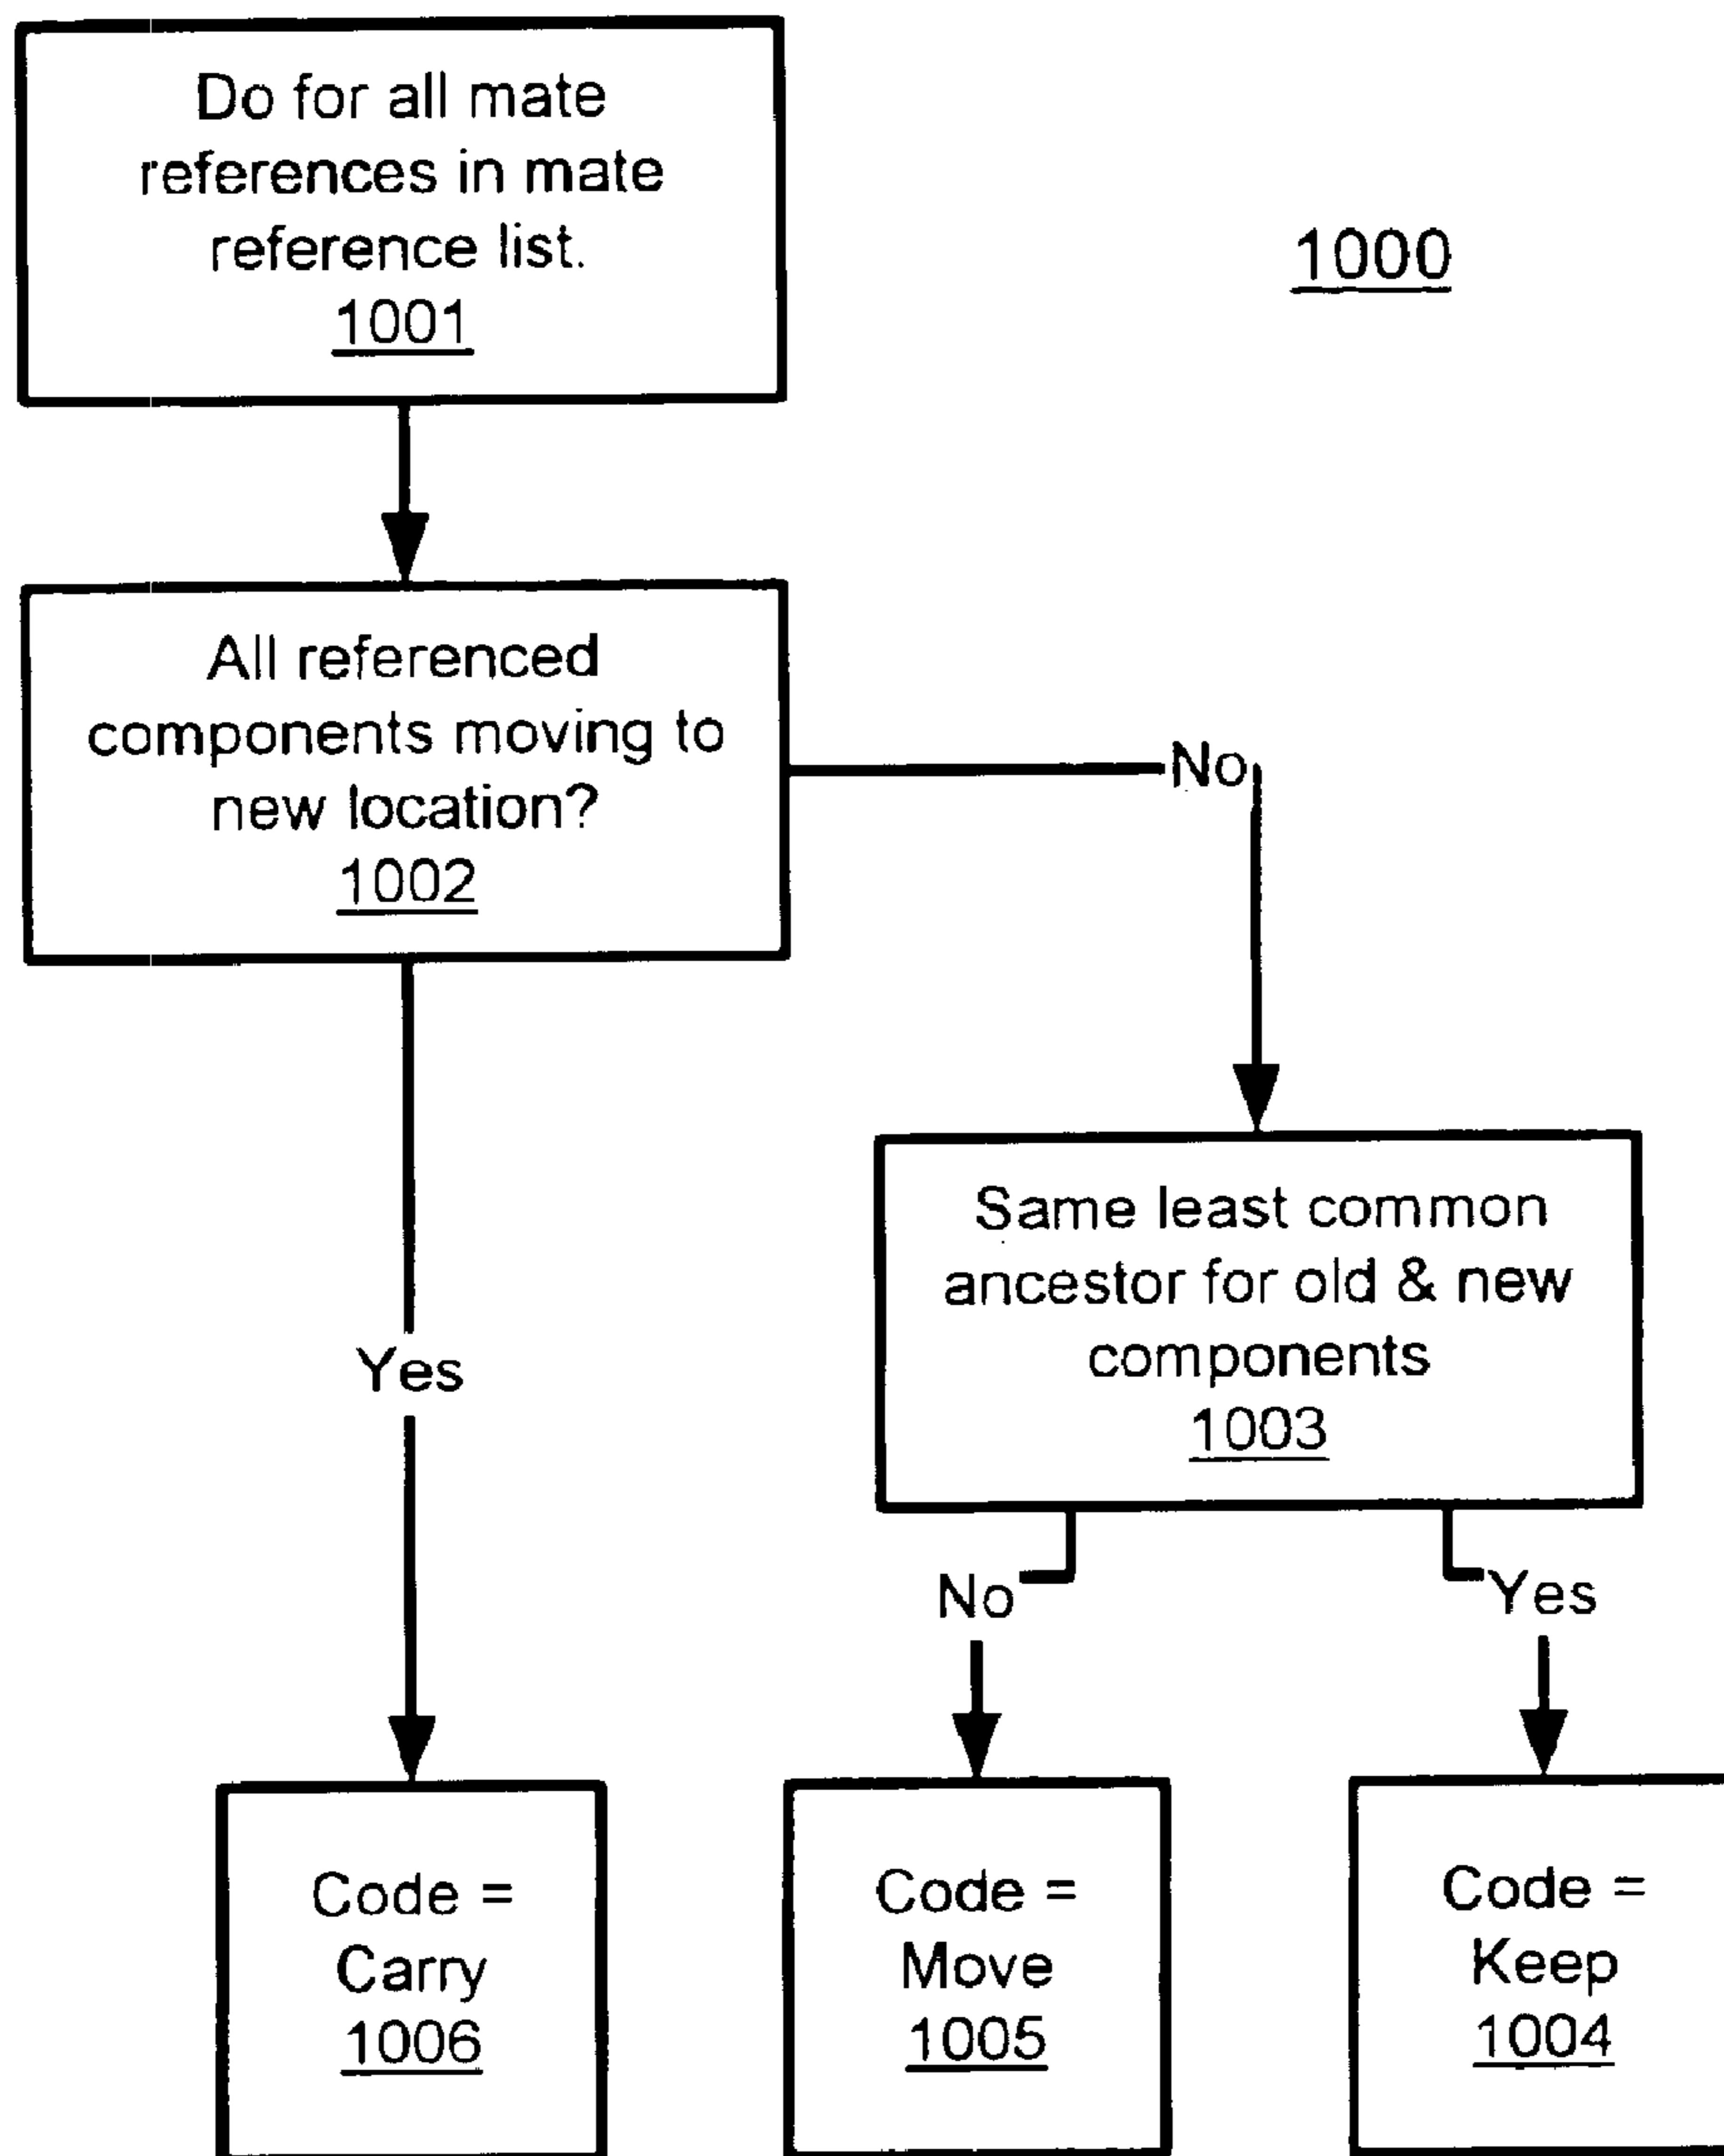 Do for all mate
references in mate
reference list.
1001
1000
All referenced
components moving to
new location?
1002
No
Same least common
ancestor for old & new
components
1003
Yes
No
Yes
Code =
Carry
1006
Code =
Move
1005
Code =
Keep
1004